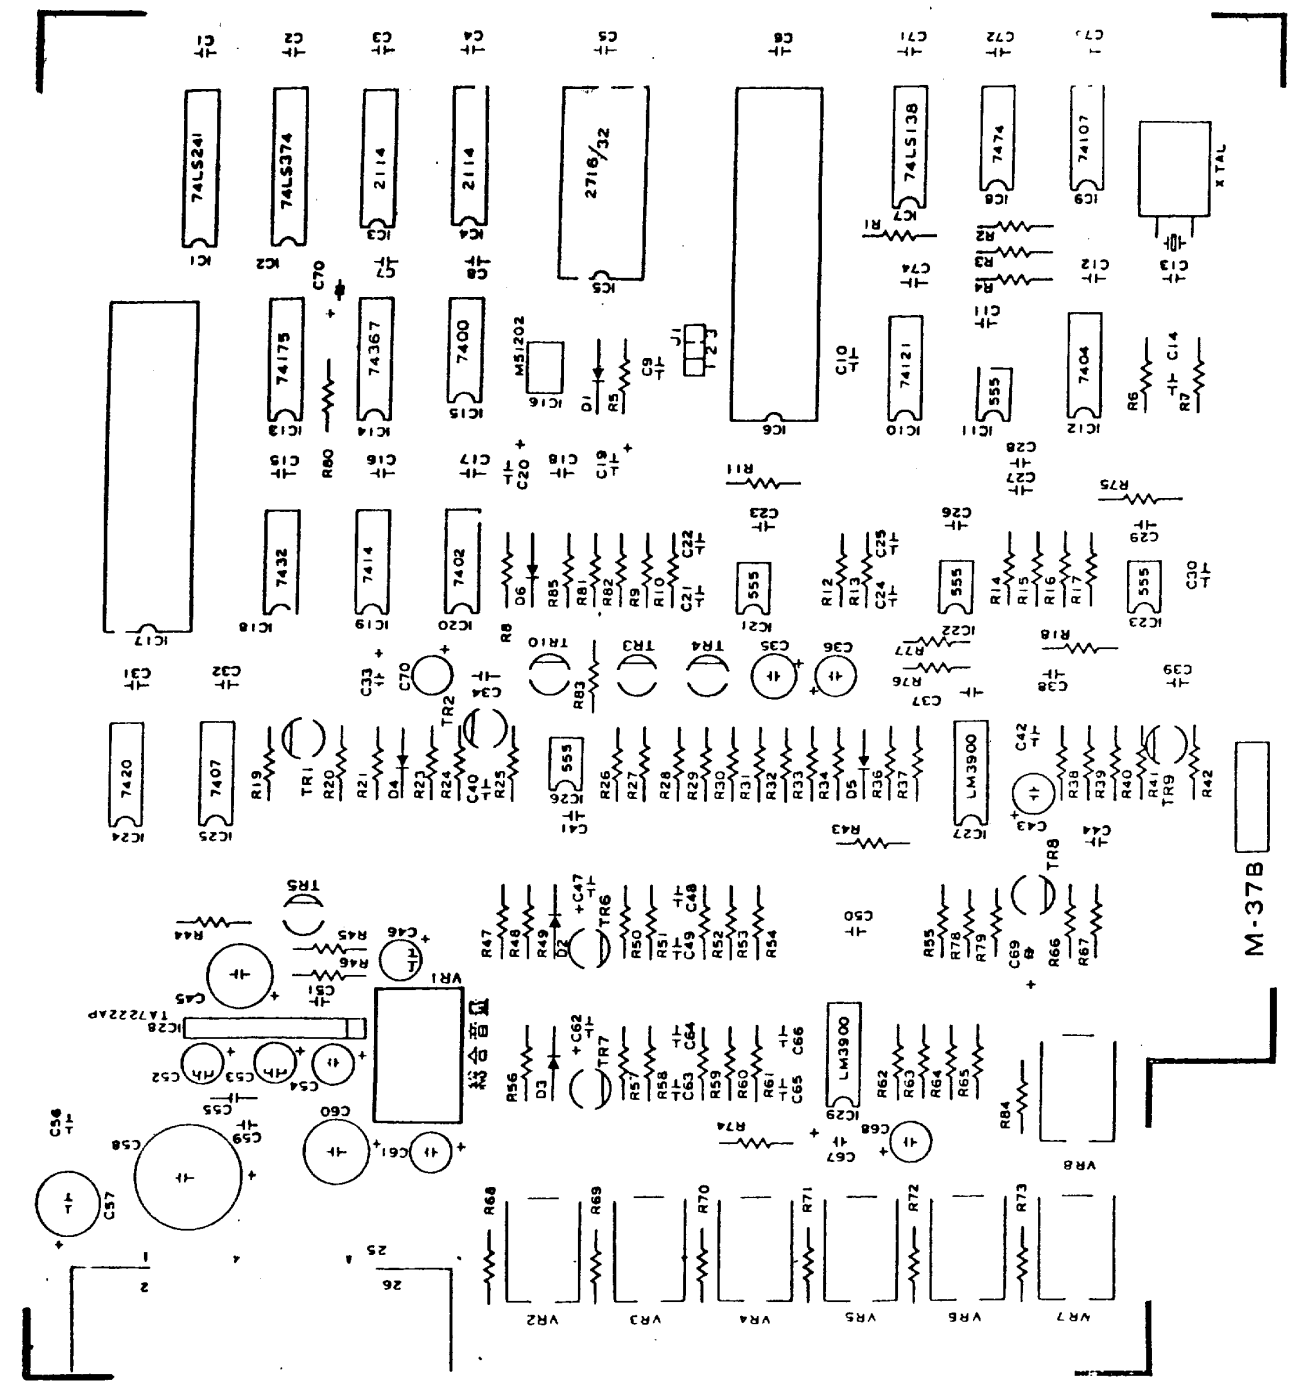 C1 C2 C3 C4 C5 C6 C71 C72
74LS241 74LS374 2114 2114 2716/32 74LS138 7474 74107 X TAL
IC1 IC2 IC3 IC4 IC5 IC7 IC8 IC9
R1 R2 R3 R4
C70 C7 C8 C74 C12 C13
C11
74175 74367 7400 M51202 J1 1 2 3 74121 555 7404
IC13 IC14 IC15 IC16 D1 R5 C9 IC6 C10 IC10 IC11 IC12 R6 C14 R7
C15 R80 C16 C17 C20 C18 C19 R11 C28 C27 R75
C23 C26 C29
7432 7414 7402 555 555 555
IC17 IC18 IC19 IC20 R8 D6 R85 R81 R82 R9 R10 C22 C21 IC21 R12 R13 C25 C24 IC22 R14 R15 R16 R17 IC23 C30
C31 C32 C33 C70 TR2 C34 TR10 R83 TR3 TR4 C35 C36 R77 R76 C37 R18 C38 C39
7420 7407 555 LM3900
IC24 IC25 R19 TR1 R20 R21 D4 R23 R24 C40 R25 IC26 R26 R27 R28 R29 R30 R31 R32 R33 R34 D5 R36 R37 IC27 C42 C43 R38 R39 R40 R41 TR9 R42
C41 R43 C44
TR8
M-37B
TR5
R44 R45 R46 C46 R47 R48 R49 D2 C47 TR6 R50 R51 C48 C49 R52 R53 R54 C50 R55 R78 R79 C69 R66 R67
C45 C51 VR1
TA7222AP IC28
総合音量
C52 C53 C54 R56 D3 C62 TR7 R57 R58 C64 C63 R59 R60 R61 C66 C65 LM3900 IC29 R62 R63 R64 R65 R84
C55 C56 C58 C59 C60 C61 R74 C67 C68 VR8
C57
R68 R69 R70 R71 R72 R73
1 25
2 26
VR2 VR3 VR4 VR5 VR6 VR7